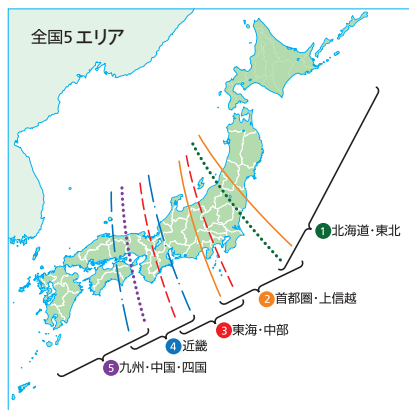 全国5エリア
1北海道・東北
2首都圏・上信越
3東海・中部
4近畿
5九州・中国・四国